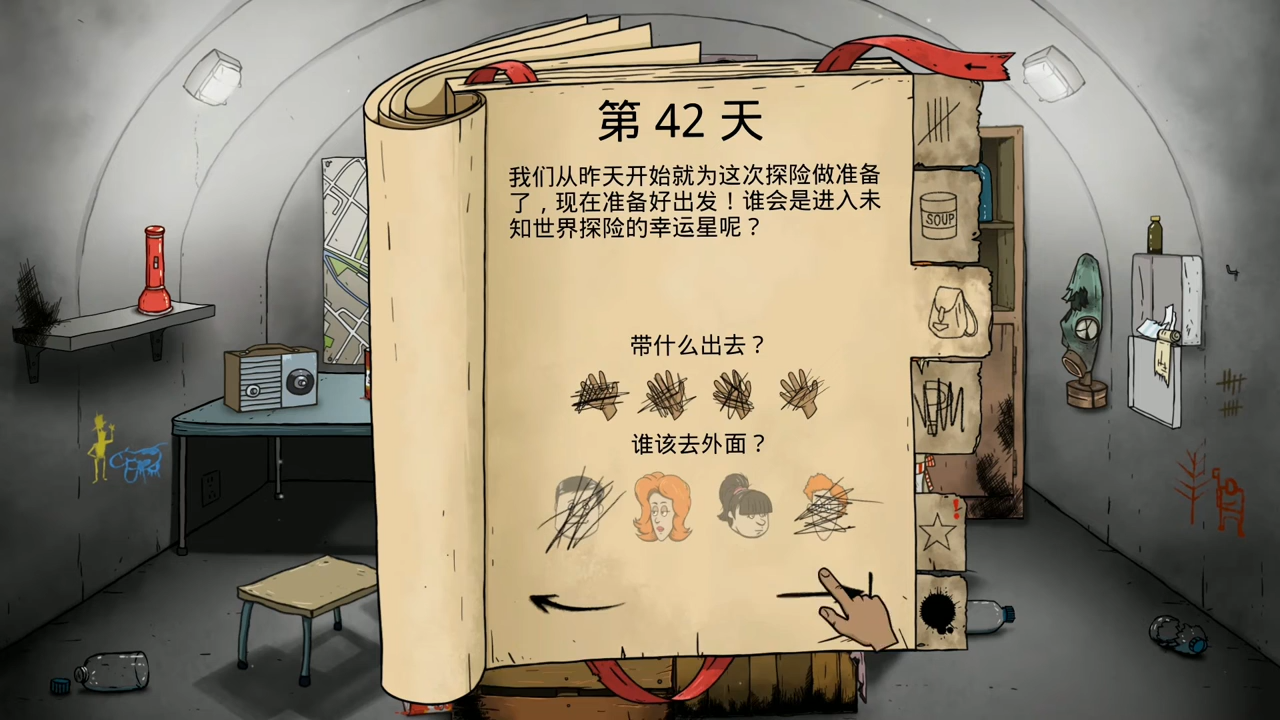 第 42 天
我们从昨天开始就为这次探险做准备
了，现在准备好出发！谁会是进入未
知世界探险的幸运星呢？
SOUP
带什么出去？
谁该去外面？